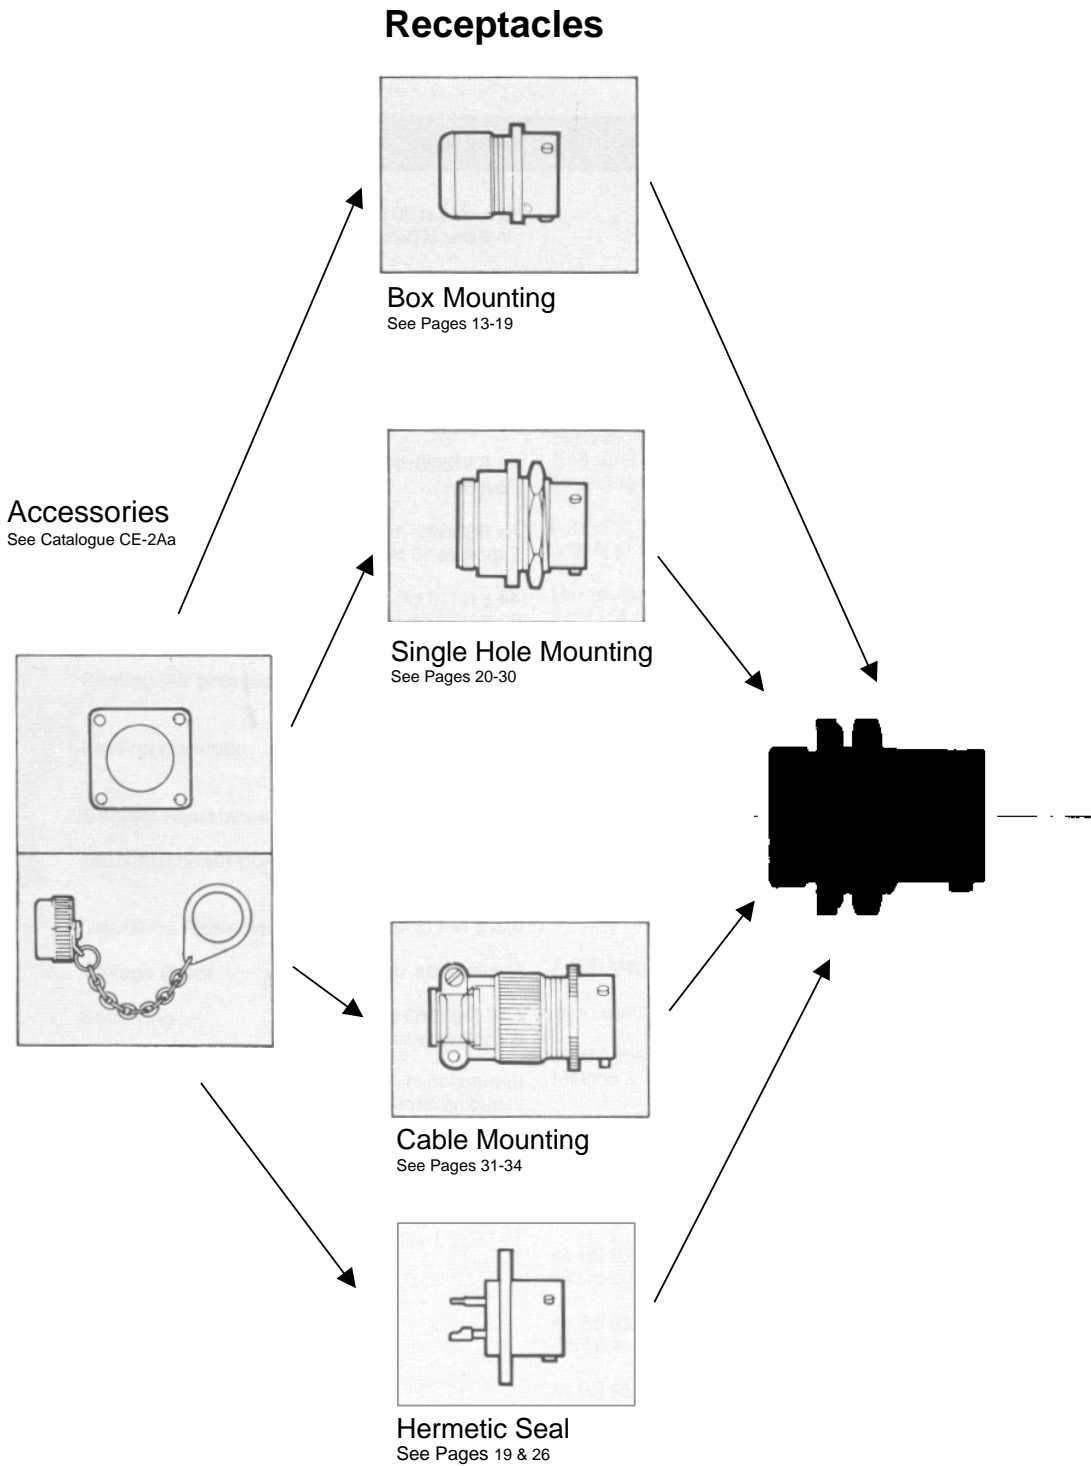 Receptacles
Box Mounting
See Pages 13-19
Accessories
See Catalogue CE-2Aa
Single Hole Mounting
See Pages 20-30
Cable Mounting
See Pages 31-34
Hermetic Seal
See Pages 19 & 26